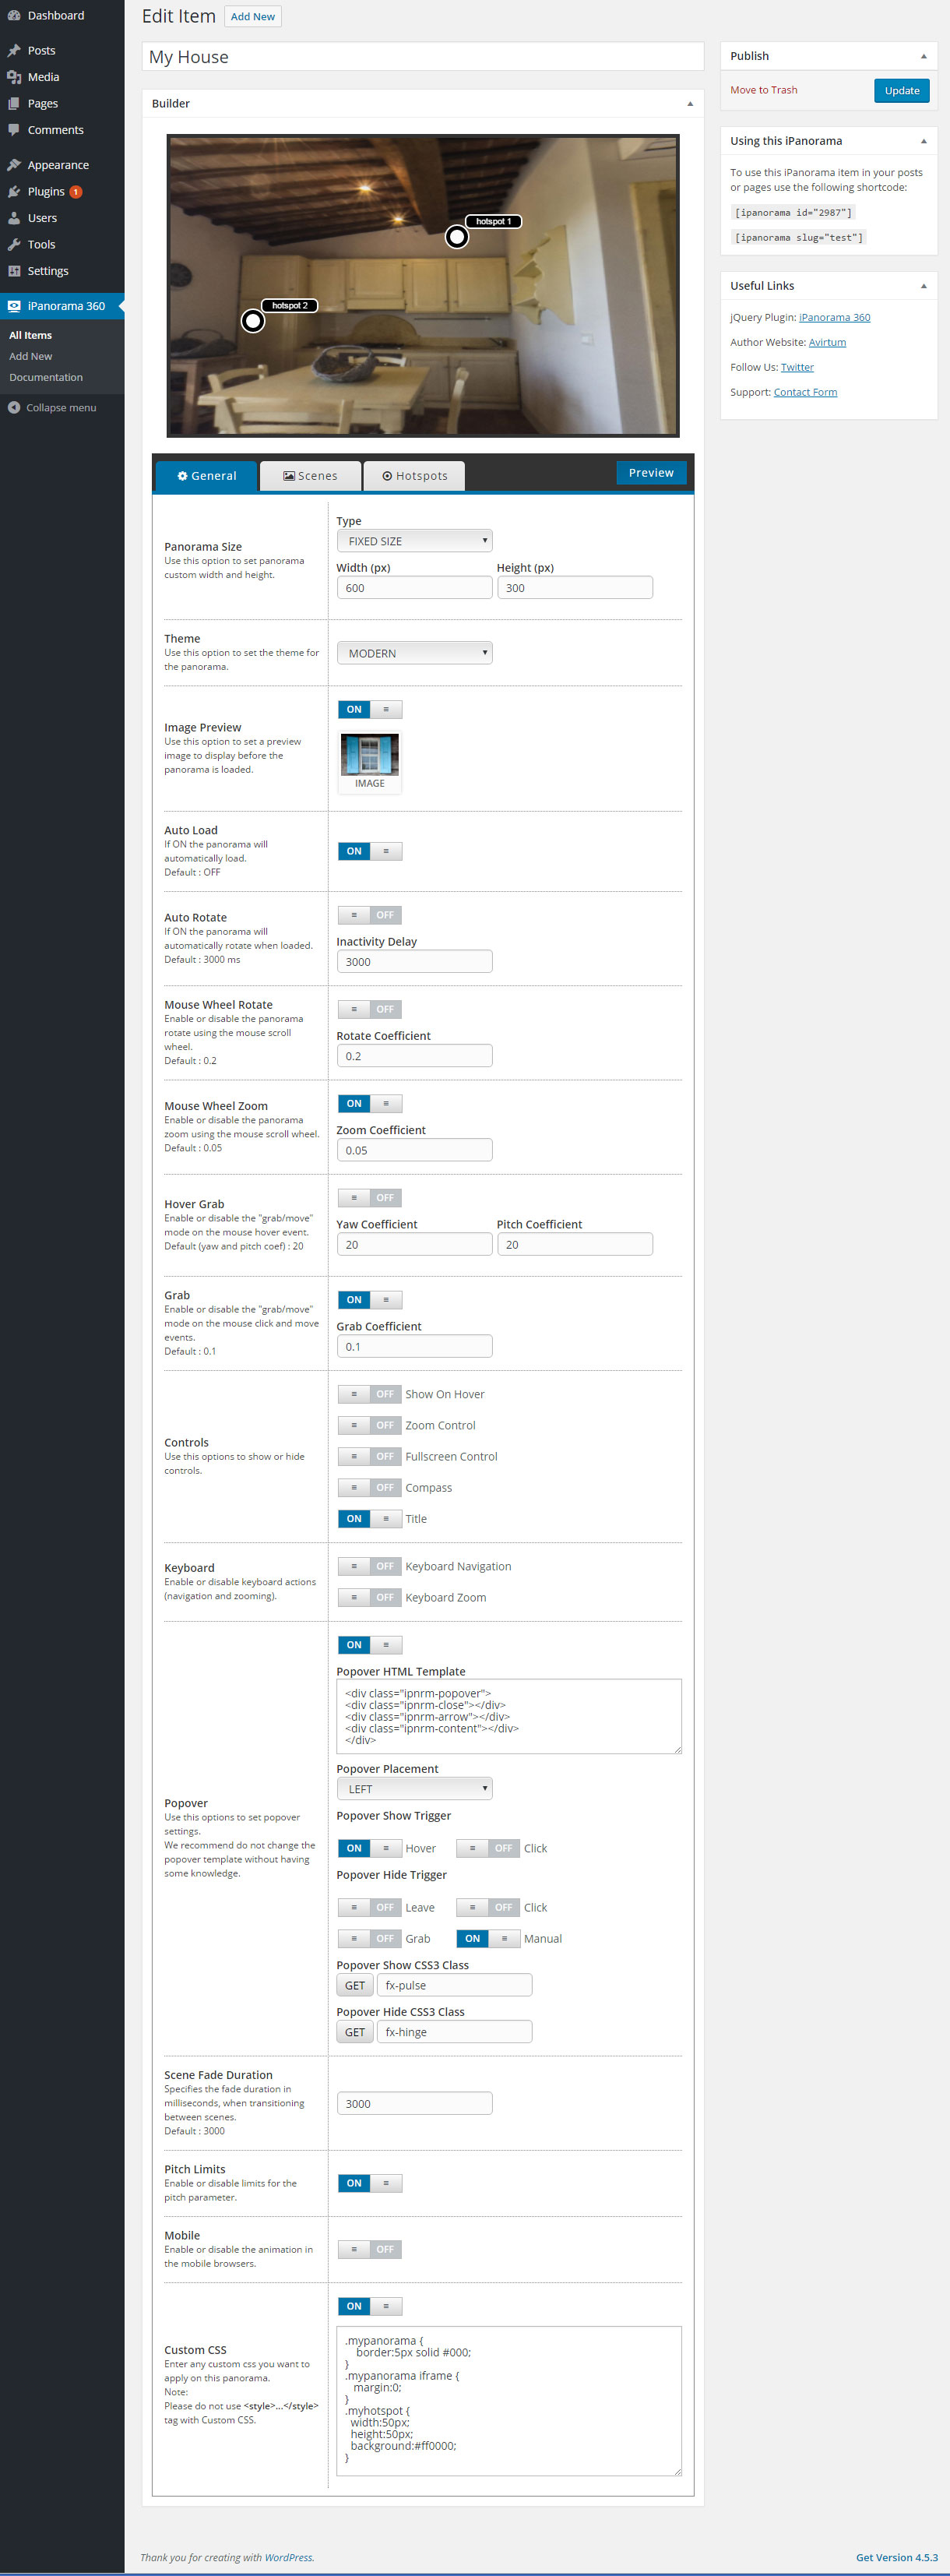 Dashboard
Posts
Media
Pages
Comments
Appearance
Plugins 1
Users
Tools
Settings
iPanorama 360
All Items
Add New
Documentation
Collapse menu
Edit Item Add New
My House
Builder
hotspot 1
hotspot 2
General Scenes Hotspots Preview
Panorama Size
Use this option to set panorama
custom width and height.
Type
FIXED SIZE
Width (px) Height (px)
600 300
Theme
Use this option to set the theme for
the panorama.
MODERN
Image Preview
Use this option to set a preview
image to display before the
panorama is loaded.
ON
IMAGE
Auto Load
If ON the panorama will
automatically load.
Default : OFF
ON
Auto Rotate
If ON the panorama will
automatically rotate when loaded.
Default : 3000 ms
OFF
Inactivity Delay
3000
Mouse Wheel Rotate
Enable or disable the panorama
rotate using the mouse scroll
wheel.
Default : 0.2
OFF
Rotate Coefficient
0.2
Mouse Wheel Zoom
Enable or disable the panorama
zoom using the mouse scroll wheel.
Default : 0.05
ON
Zoom Coefficient
0.05
Hover Grab
Enable or disable the "grab/move"
mode on the mouse hover event.
Default (yaw and pitch coef) : 20
OFF
Yaw Coefficient Pitch Coefficient
20 20
Grab
Enable or disable the "grab/move"
mode on the mouse click and move
events.
Default : 0.1
ON
Grab Coefficient
0.1
Controls
Use this options to show or hide
controls.
OFF Show On Hover
OFF Zoom Control
OFF Fullscreen Control
OFF Compass
ON Title
Keyboard
Enable or disable keyboard actions
(navigation and zooming).
OFF Keyboard Navigation
OFF Keyboard Zoom
Popover
Use this options to set popover
settings.
We recommend do not change the
popover template without having
some knowledge.
ON
Popover HTML Template
<div class="ipnrm-popover">
<div class="ipnrm-close"></div>
<div class="ipnrm-arrow"></div>
<div class="ipnrm-content"></div>
</div>
Popover Placement
LEFT
Popover Show Trigger
ON Hover OFF Click
Popover Hide Trigger
OFF Leave OFF Click
OFF Grab ON Manual
Popover Show CSS3 Class
GET fx-pulse
Popover Hide CSS3 Class
GET fx-hinge
Scene Fade Duration
Specifies the fade duration in
milliseconds, when transitioning
between scenes.
Default : 3000
3000
Pitch Limits
Enable or disable limits for the
pitch parameter.
ON
Mobile
Enable or disable the animation in
the mobile browsers.
OFF
Custom CSS
Enter any custom css you want to
apply on this panorama.
Note:
Please do not use <style>...</style>
tag with Custom CSS.
ON
.mypanorama {
border:5px solid #000;
}
.mypanorama iframe {
margin:0;
}
.myhotspot {
width:50px;
height:50px;
background:#ff0000;
}
Publish
Move to Trash Update
Using this iPanorama
To use this iPanorama item in your posts
or pages use the following shortcode:
[ipanorama id="2987"]
[ipanorama slug="test"]
Useful Links
jQuery Plugin: iPanorama 360
Author Website: Avirtum
Follow Us: Twitter
Support: Contact Form
Thank you for creating with WordPress.
Get Version 4.5.3